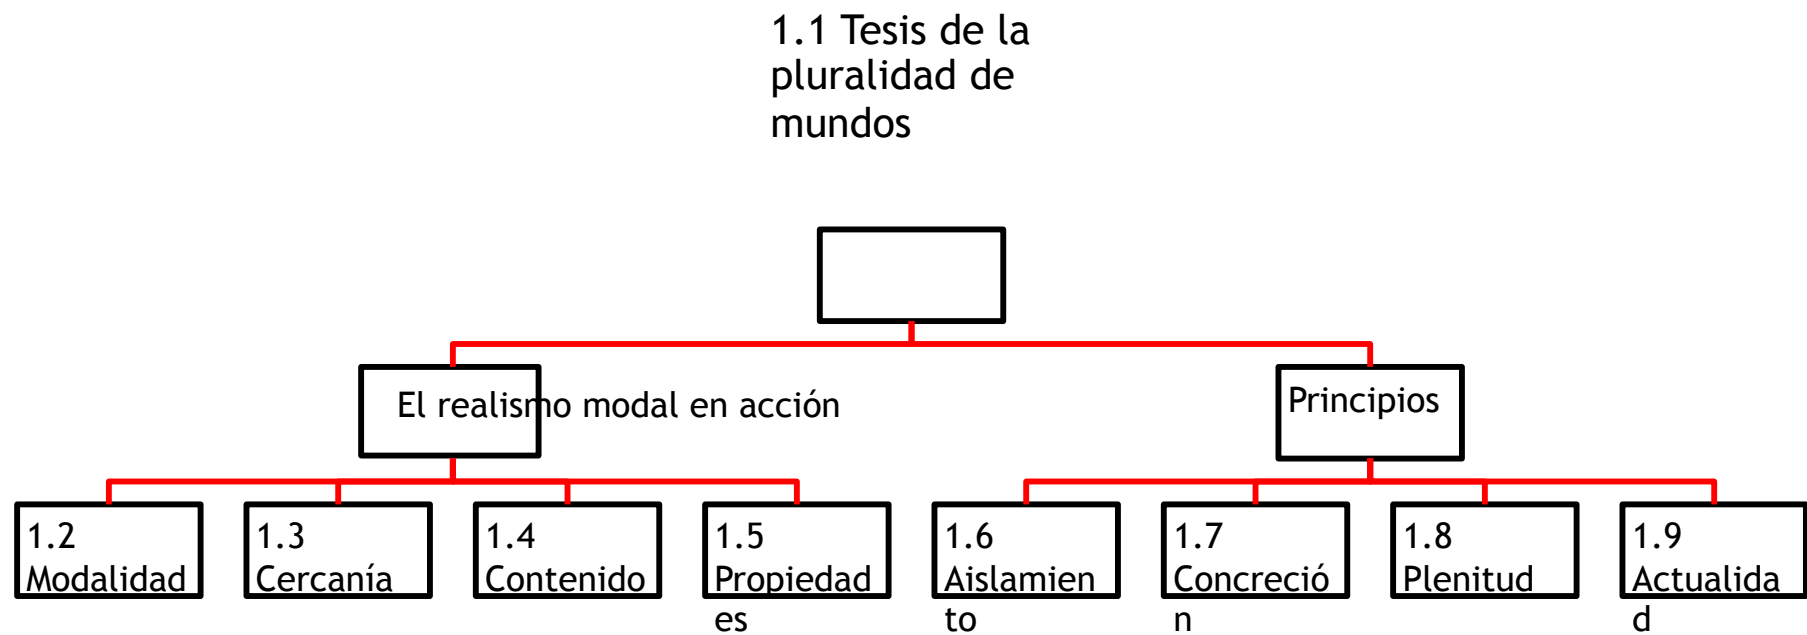 1.1 Tesis de la
pluralidad de
mundos
El realismo modal en acción
Principios
1.2
Modalidad
1.3
Cercanía
1.4
Contenido
1.5
Propiedad
es
1.6
Aislamien
to
1.7
Concreció
n
1.8
Plenitud
1.9
Actualida
d